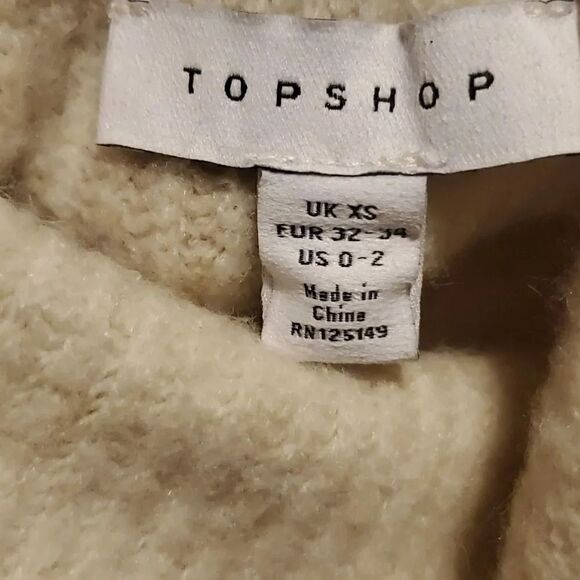 TOPSHOP
UK XS
EUR 32-34
US 0-2
Made in
China
RN125149